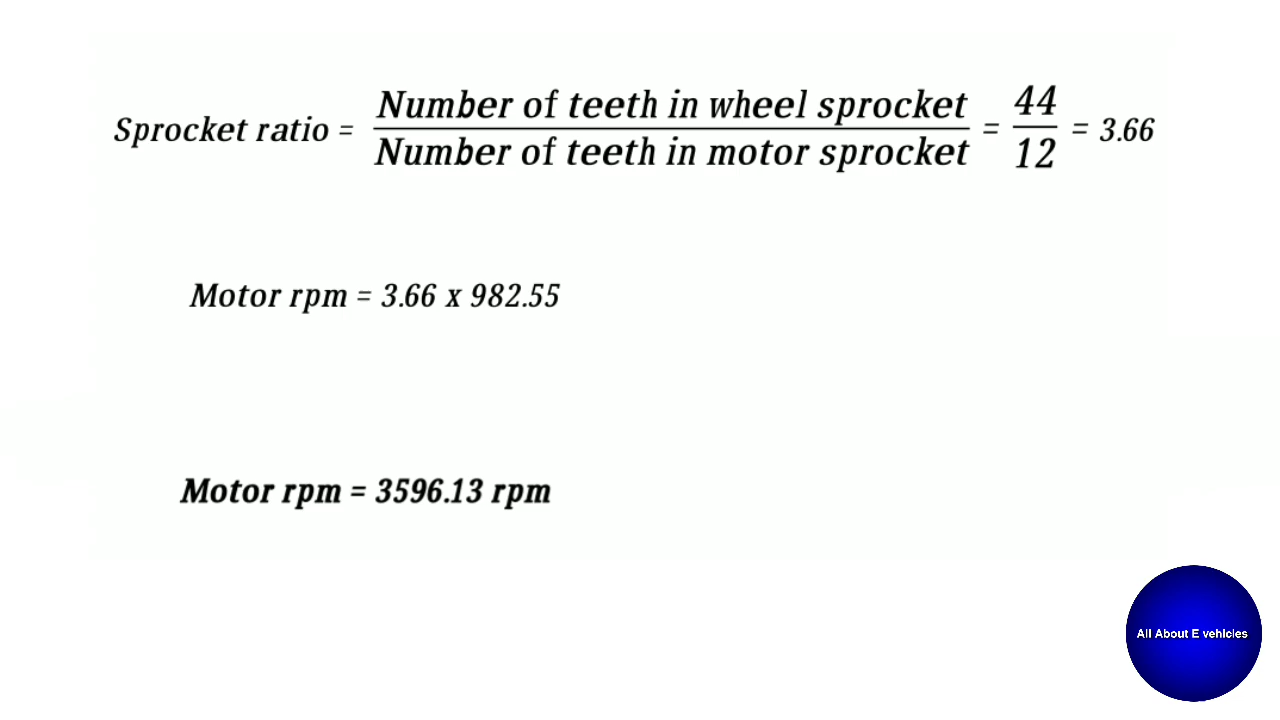 Sprocket ratio = Number of teeth in wheel sprocket / Number of teeth in motor sprocket = 44 / 12 = 3.66
Motor rpm = 3.66 x 982.55
Motor rpm = 3596.13 rpm
All About E vehicles